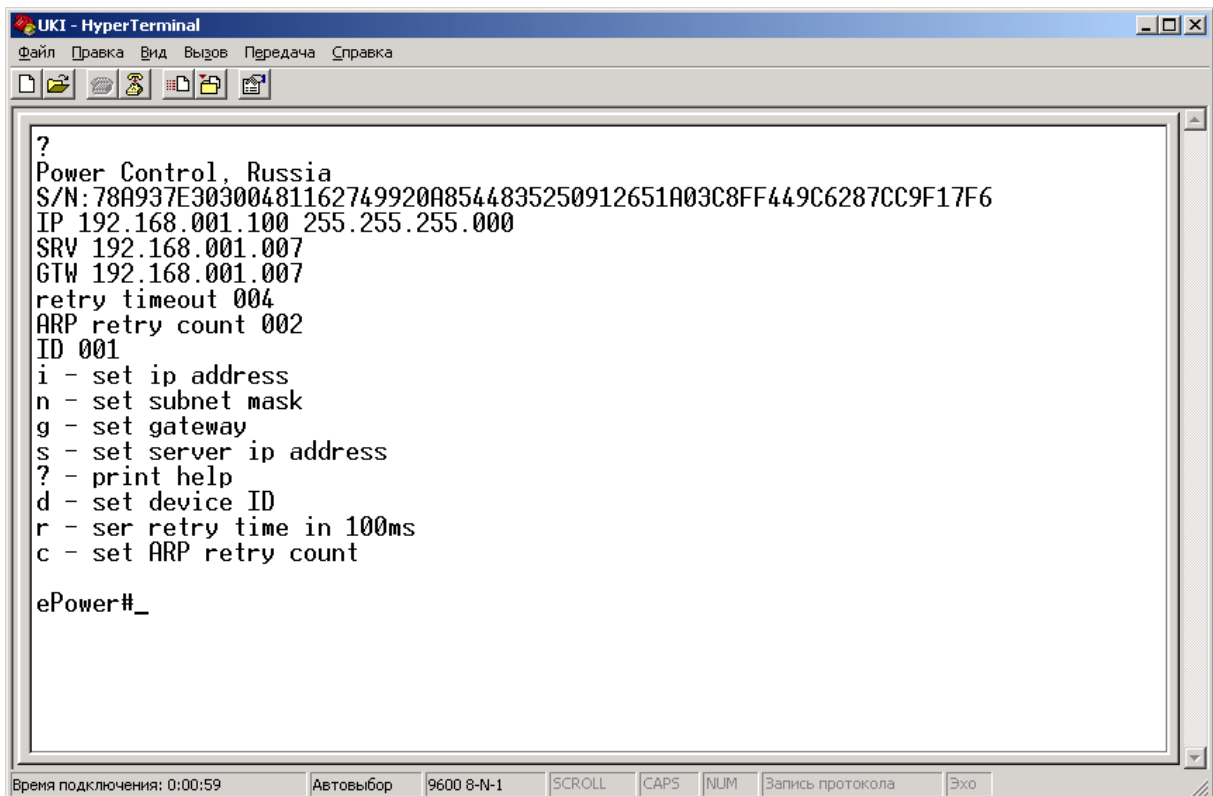 UKI - HyperTerminal
Файл Правка Вид Вызов Передача Справка
?
Power Control, Russia
S/N:78A937E3030048116274992 0A8544835250912651A03C8FF449C6287CC9F17F6
IP 192.168.001.100 255.255.255.000
SRV 192.168.001.007
GTW 192.168.001.007
retry timeout 004
ARP retry count 002
ID 001
i - set ip address
n - set subnet mask
g - set gateway
s - set server ip address
? - print help
d - set device ID
r - ser retry time in 100ms
c - set ARP retry count
ePower#_
Время подключения: 0:00:59 Автовыбор 9600 8-N-1 SCROLL CAPS NUM Запись протокола Эхо